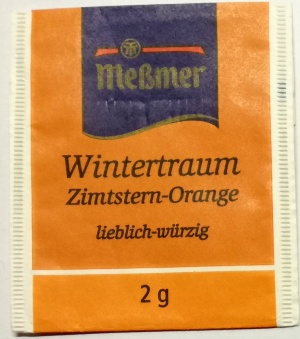 Meßmer
Wintertraum
Zimtstern-Orange
lieblich-würzig
2 g